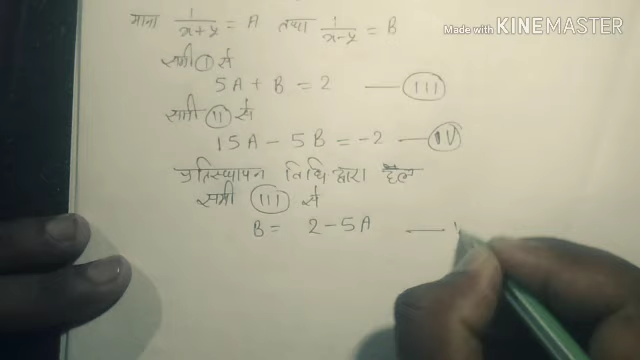 Made with KINEMASTER
माना 1/(x+y) = A तथा 1/(x-y) = B
समी I से
5A + B = 2 — III
समी II से
15A - 5B = -2 — IV
प्रतिस्थापन विधि द्वारा हल
समी III से
B = 2 - 5A —